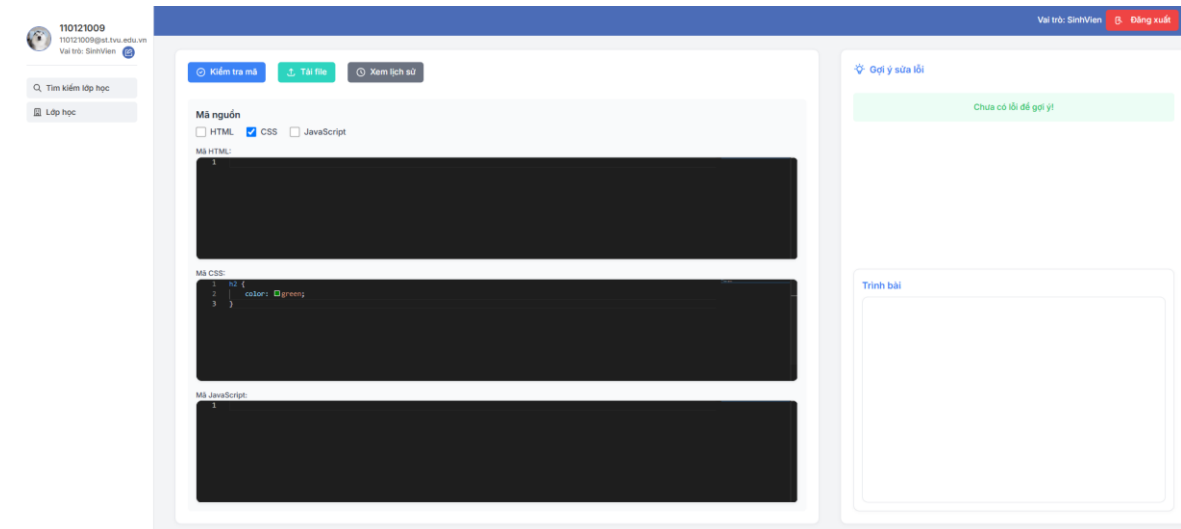 110121009
110121009@st.tvu.edu.vn
Vai trò: SinhVien
Tìm kiếm lớp học
Lớp học
Vai trò: SinhVien
Đăng xuất
Kiểm tra mã
Tải file
Xem lịch sử
Mã nguồn
HTML CSS JavaScript
Mã HTML:
1
Mã CSS:
1 h2 {
2 color: green;
3 }
Mã JavaScript:
1
Gợi ý sửa lỗi
Chưa có lỗi để gợi ý!
Trình bài